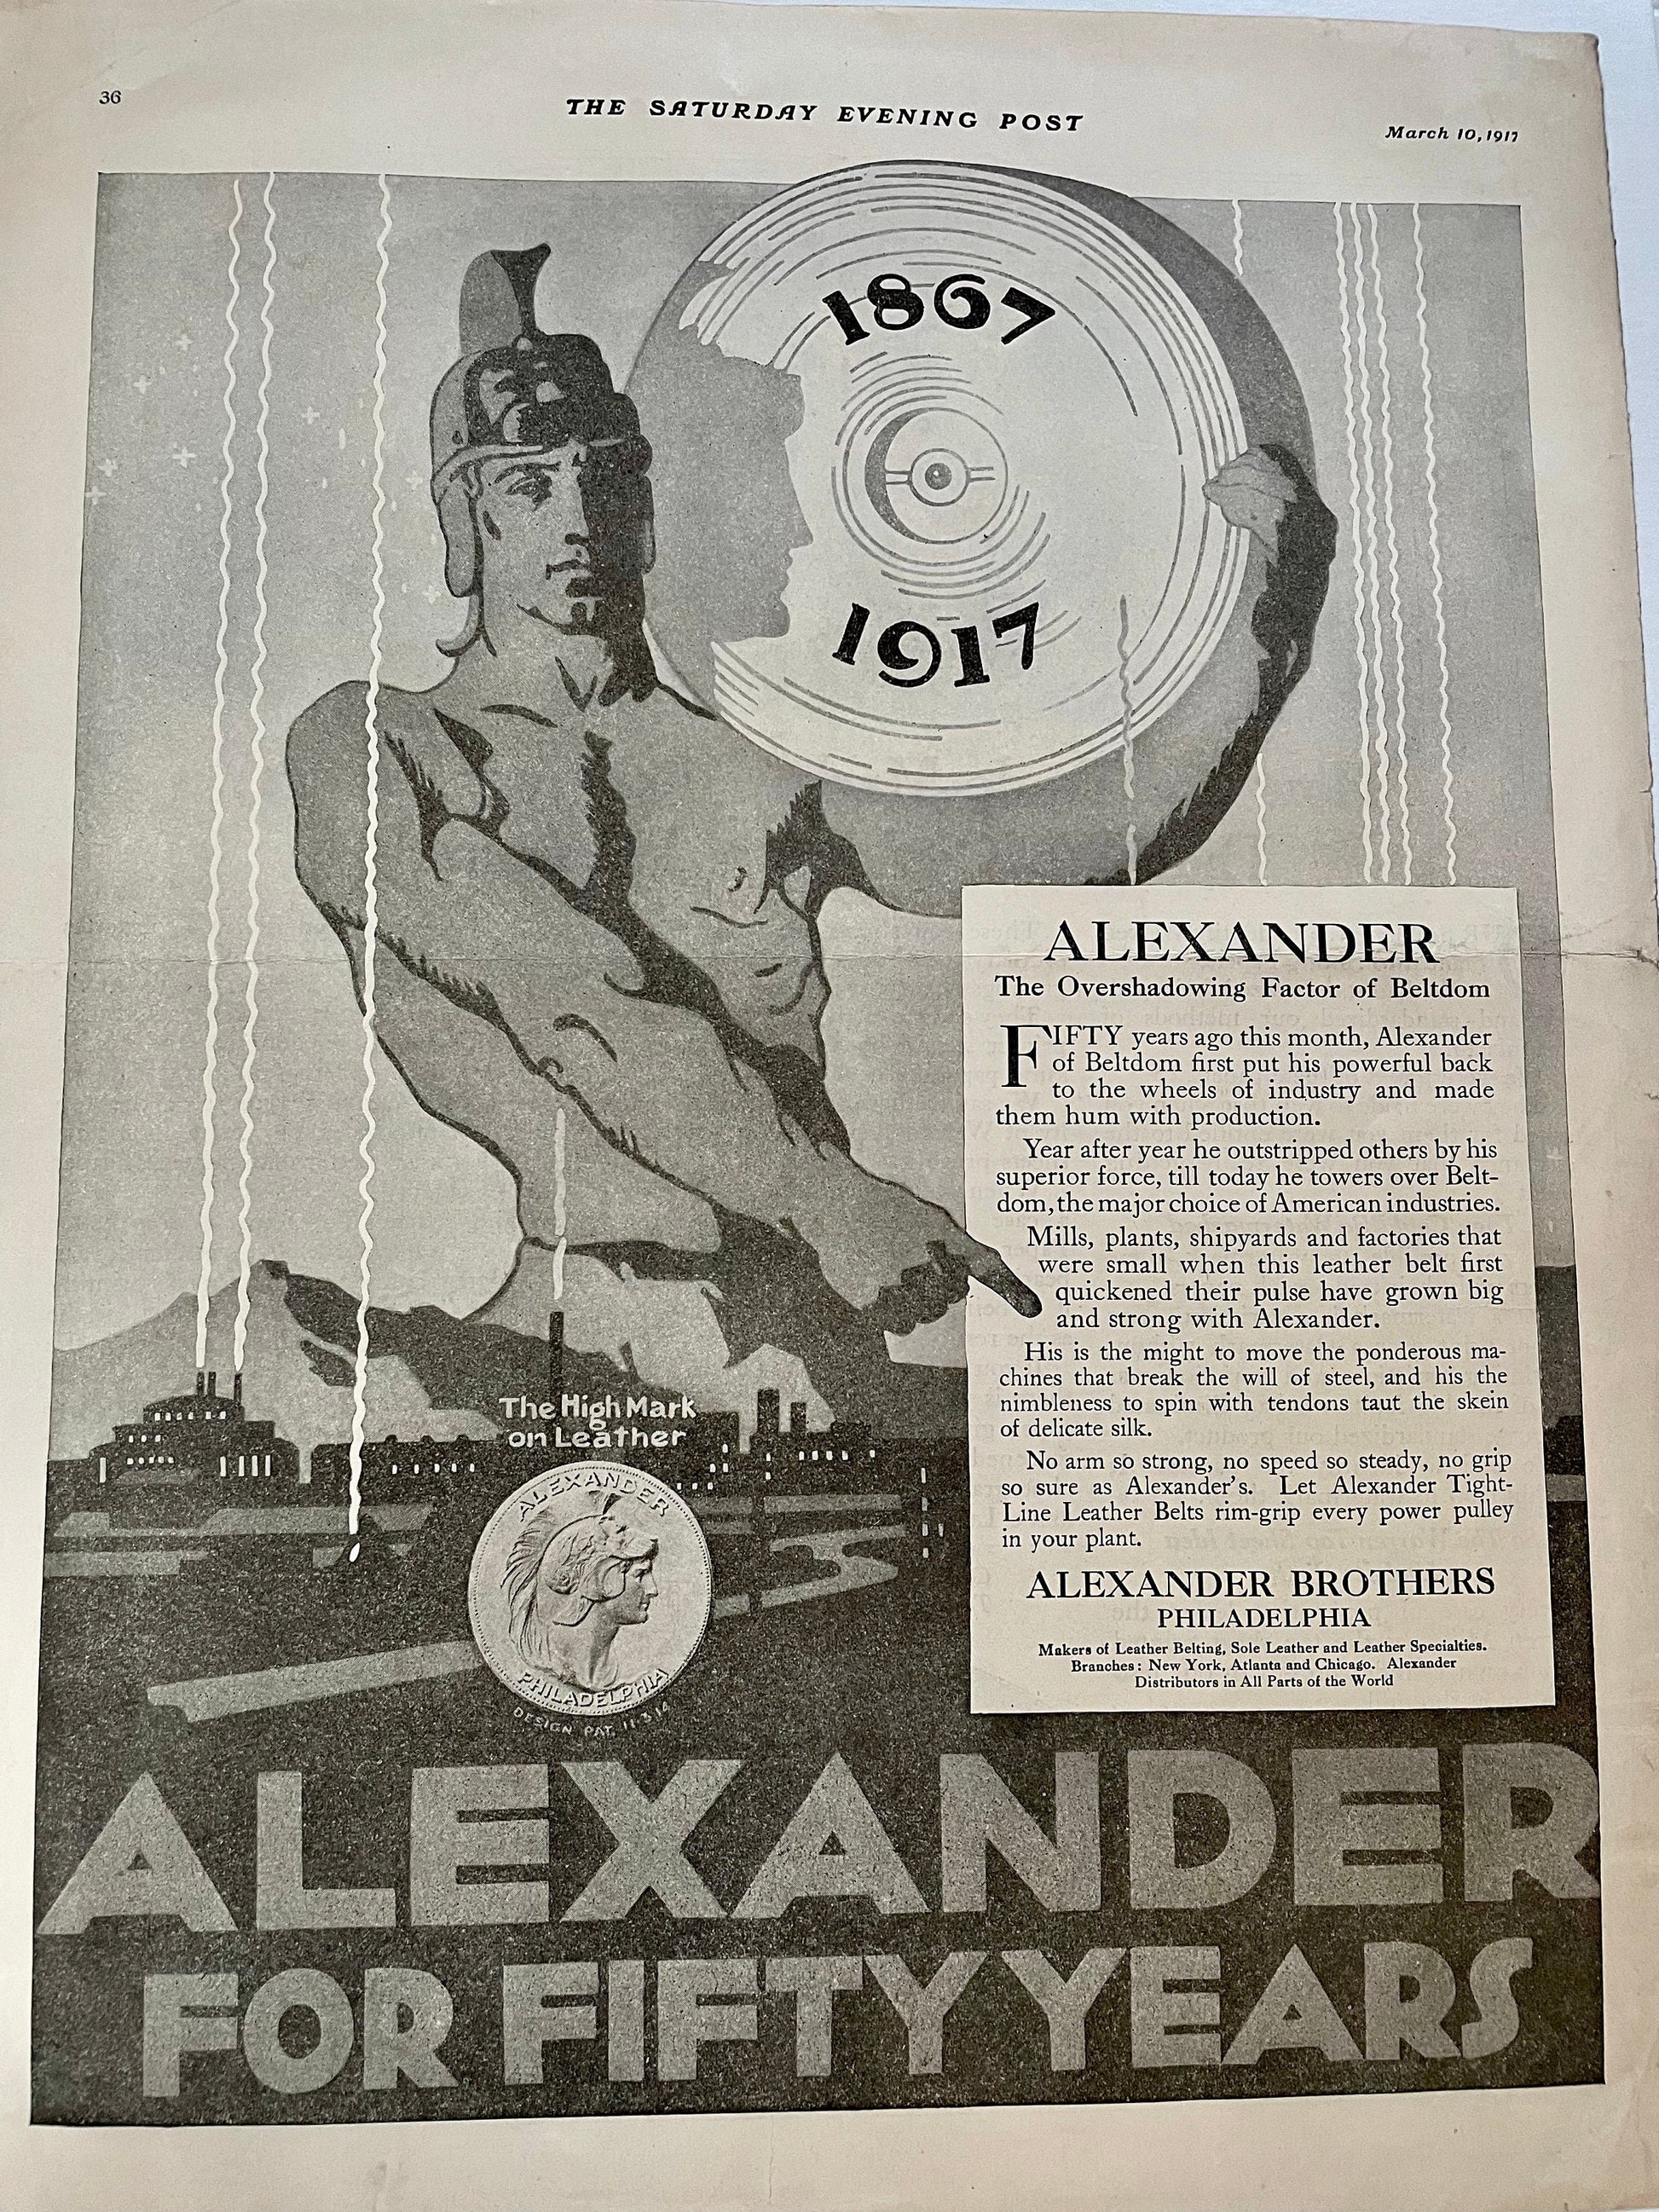 36
THE SATURDAY EVENING POST
March 10, 1917
1867
1917
ALEXANDER
The Overshadowing Factor of Beltdom
FIFTY years ago this month, Alexander
of Beltdom first put his powerful back
to the wheels of industry and made
them hum with production.
Year after year he outstripped others by his
superior force, till today he towers over Belt-
dom, the major choice of American industries.
Mills, plants, shipyards and factories that
were small when this leather belt first
quickened their pulse have grown big
and strong with Alexander.
His is the might to move the ponderous ma-
chines that break the will of steel, and his the
nimbleness to spin with tendons taut the skein
of delicate silk.
No arm so strong, no speed so steady, no grip
so sure as Alexander's. Let Alexander Tight-
Line Leather Belts rim-grip every power pulley
in your plant.
ALEXANDER BROTHERS
PHILADELPHIA
Makers of Leather Belting, Sole Leather and Leather Specialties.
Branches: New York, Atlanta and Chicago. Alexander
Distributors in All Parts of the World
The High Mark
on Leather
ALEXANDER
PHILADELPHIA
DESIGN PAT. 11-3-14
ALEXANDER
FOR FIFTY YEARS